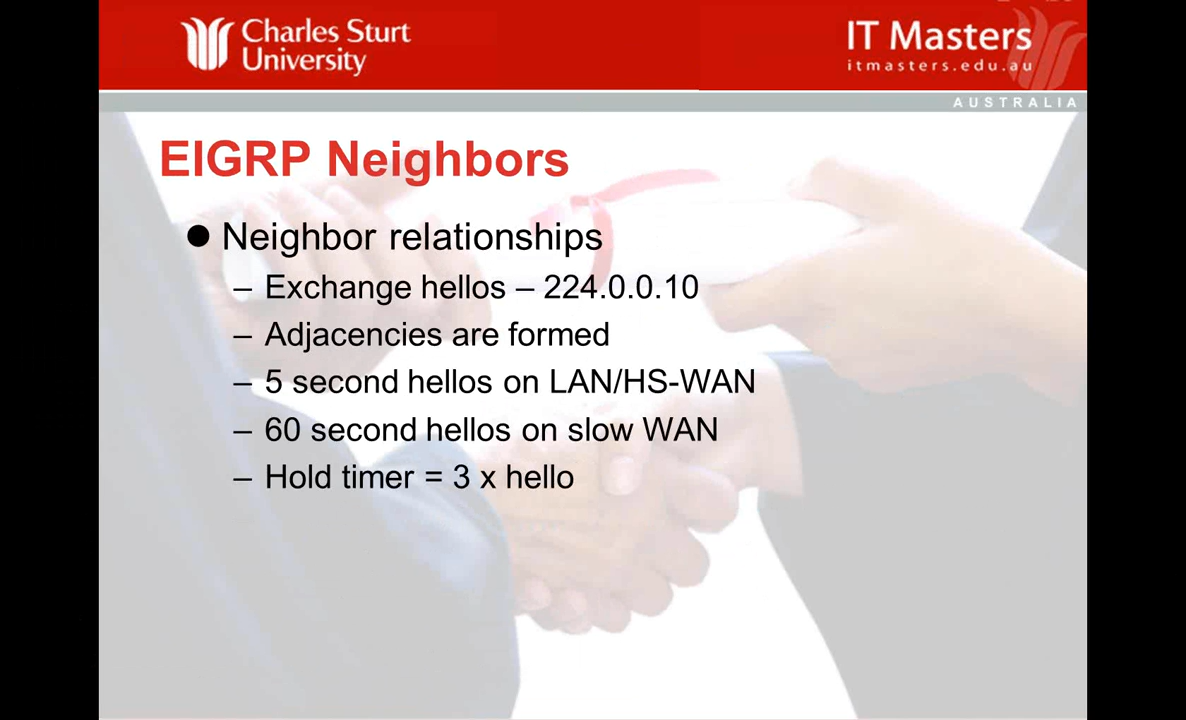 Charles Sturt
University
IT Masters
itmasters.edu.au
AUSTRALIA
EIGRP Neighbors
● Neighbor relationships
– Exchange hellos – 224.0.0.10
– Adjacencies are formed
– 5 second hellos on LAN/HS-WAN
– 60 second hellos on slow WAN
– Hold timer = 3 x hello